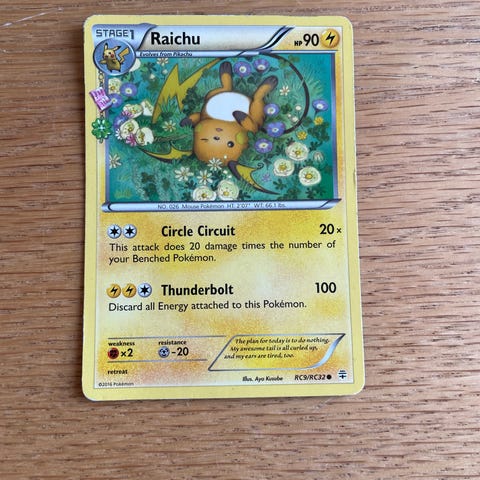 STAGE1 Raichu HP 90
Evolves from Pikachu
NO. 026 Mouse Pokémon HT: 2'07" WT: 66.1 lbs.
Circle Circuit 20×
This attack does 20 damage times the number of
your Benched Pokémon.
Thunderbolt 100
Discard all Energy attached to this Pokémon.
weakness resistance
×2 -20
retreat
The plan for today is to do nothing.
My awesome tail is all curled up,
and my ears are tired, too.
Illus. Aya Kusube RC9/RC32
©2016 Pokémon